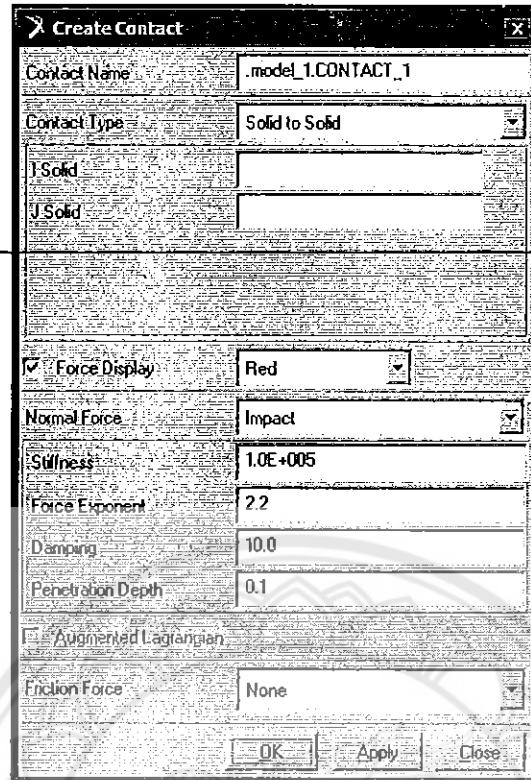 Create Contact
Contact Name .model_1.CONTACT_1
Contact Type Solid to Solid
I Solid
J Solid
Force Display Red
Normal Force Impact
Stiffness 1.0E+005
Force Exponent 2.2
Damping 10.0
Penetration Depth 0.1
Augmented Lagrangian
Friction Force None
OK Apply Close